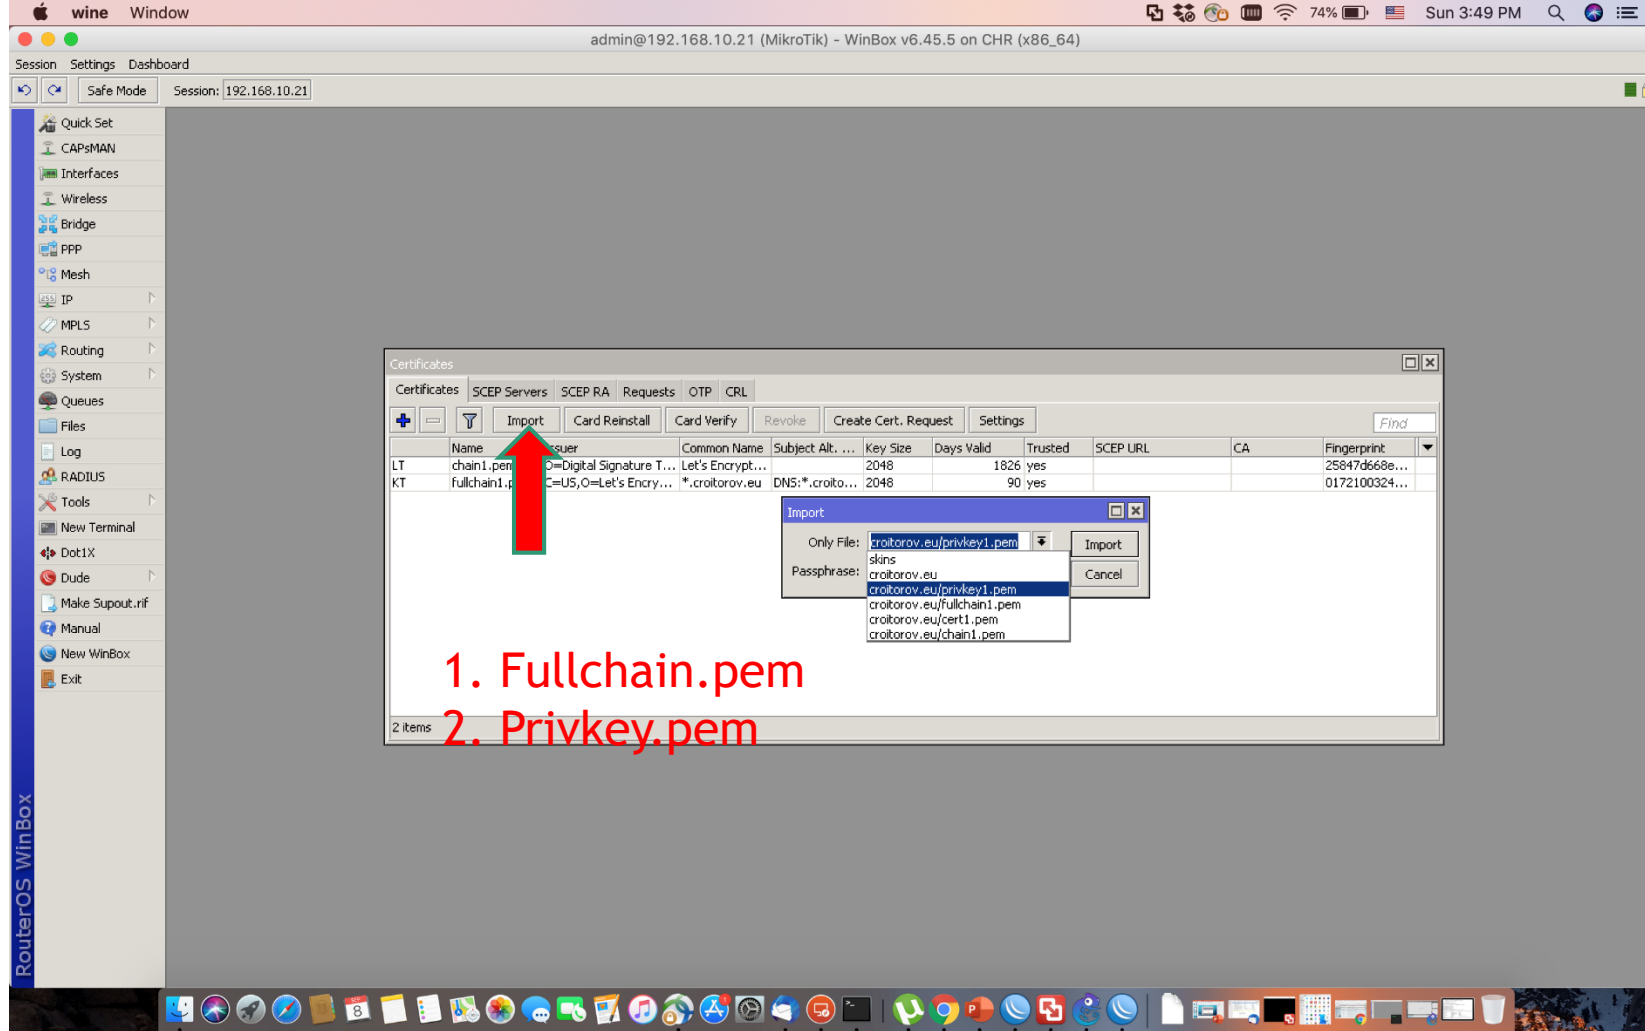 wine Window
74% Sun 3:49 PM
admin@192.168.10.21 (MikroTik) - WinBox v6.45.5 on CHR (x86_64)
Session Settings Dashboard
Safe Mode Session: 192.168.10.21
Quick Set
CAPsMAN
Interfaces
Wireless
Bridge
PPP
Mesh
IP
MPLS
Routing
System
Queues
Files
Log
RADIUS
Tools
New Terminal
Dot1X
Dude
Make Supout.rif
Manual
New WinBox
Exit
RouterOS WinBox
Certificates
Certificates SCEP Servers SCEP RA Requests OTP CRL
Import Card Reinstall Card Verify Revoke Create Cert. Request Settings Find
Name Issuer Common Name Subject Alt. ... Key Size Days Valid Trusted SCEP URL CA Fingerprint
LT chain1.pem O=Digital Signature T... Let's Encrypt... 2048 1826 yes 25847d668e...
KT fullchain1.p C=US,O=Let's Encry... *.croitorov.eu DNS:*.croito... 2048 90 yes 0172100324...
Import
Only File: croitorov.eu/privkey1.pem Import
Passphrase: Cancel
skins
croitorov.eu
croitorov.eu/privkey1.pem
croitorov.eu/fullchain1.pem
croitorov.eu/cert1.pem
croitorov.eu/chain1.pem
1. Fullchain.pem
2. Privkey.pem
2 items
SEP
8